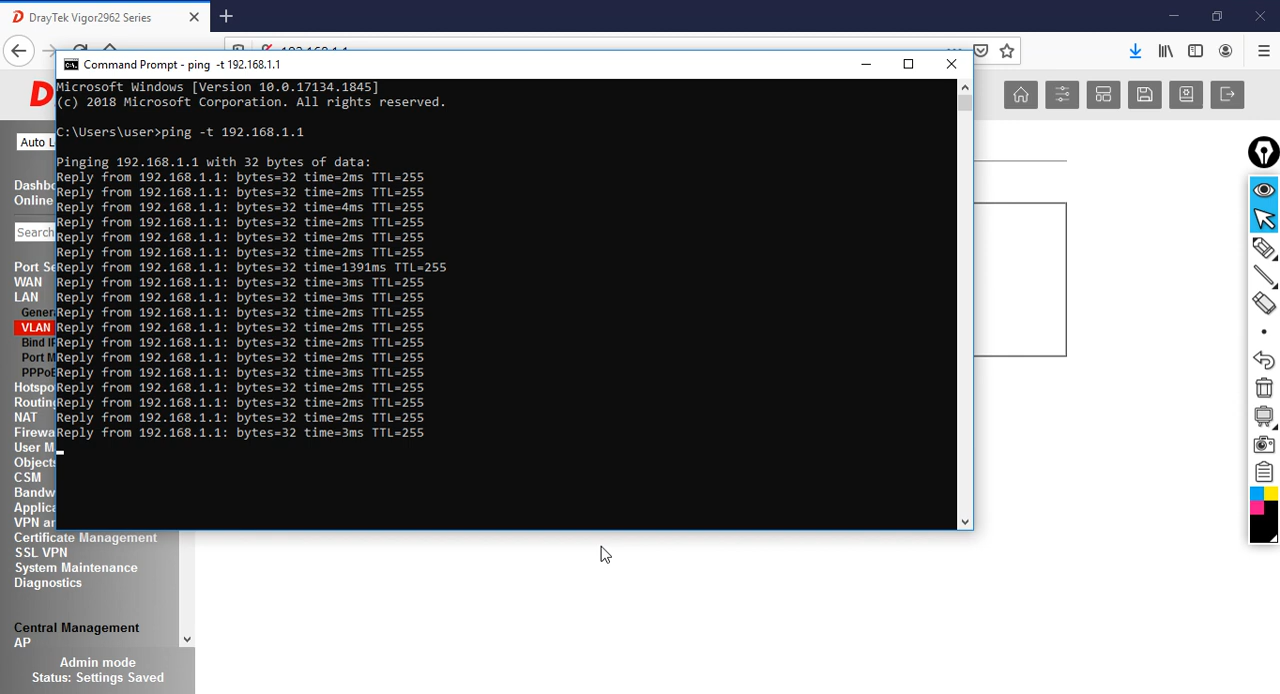 DrayTek Vigor2962 Series
Command Prompt - ping -t 192.168.1.1
Microsoft Windows [Version 10.0.17134.1845]
(c) 2018 Microsoft Corporation. All rights reserved.
C:\Users\user>ping -t 192.168.1.1
Pinging 192.168.1.1 with 32 bytes of data:
Reply from 192.168.1.1: bytes=32 time=2ms TTL=255
Reply from 192.168.1.1: bytes=32 time=2ms TTL=255
Reply from 192.168.1.1: bytes=32 time=4ms TTL=255
Reply from 192.168.1.1: bytes=32 time=2ms TTL=255
Reply from 192.168.1.1: bytes=32 time=2ms TTL=255
Reply from 192.168.1.1: bytes=32 time=2ms TTL=255
Reply from 192.168.1.1: bytes=32 time=1391ms TTL=255
Reply from 192.168.1.1: bytes=32 time=3ms TTL=255
Reply from 192.168.1.1: bytes=32 time=3ms TTL=255
Reply from 192.168.1.1: bytes=32 time=2ms TTL=255
Reply from 192.168.1.1: bytes=32 time=2ms TTL=255
Reply from 192.168.1.1: bytes=32 time=2ms TTL=255
Reply from 192.168.1.1: bytes=32 time=2ms TTL=255
Reply from 192.168.1.1: bytes=32 time=3ms TTL=255
Reply from 192.168.1.1: bytes=32 time=2ms TTL=255
Reply from 192.168.1.1: bytes=32 time=2ms TTL=255
Reply from 192.168.1.1: bytes=32 time=2ms TTL=255
Reply from 192.168.1.1: bytes=32 time=3ms TTL=255
D
Auto L
Dashbo
Online
Search
Port Se
WAN
LAN
Genera
VLAN
Bind IP
Port M
PPPoE
Hotspo
Routing
NAT
Firewa
User M
Objects
CSM
Bandw
Applica
VPN an
Certificate Management
SSL VPN
System Maintenance
Diagnostics
Central Management
AP
Admin mode
Status: Settings Saved